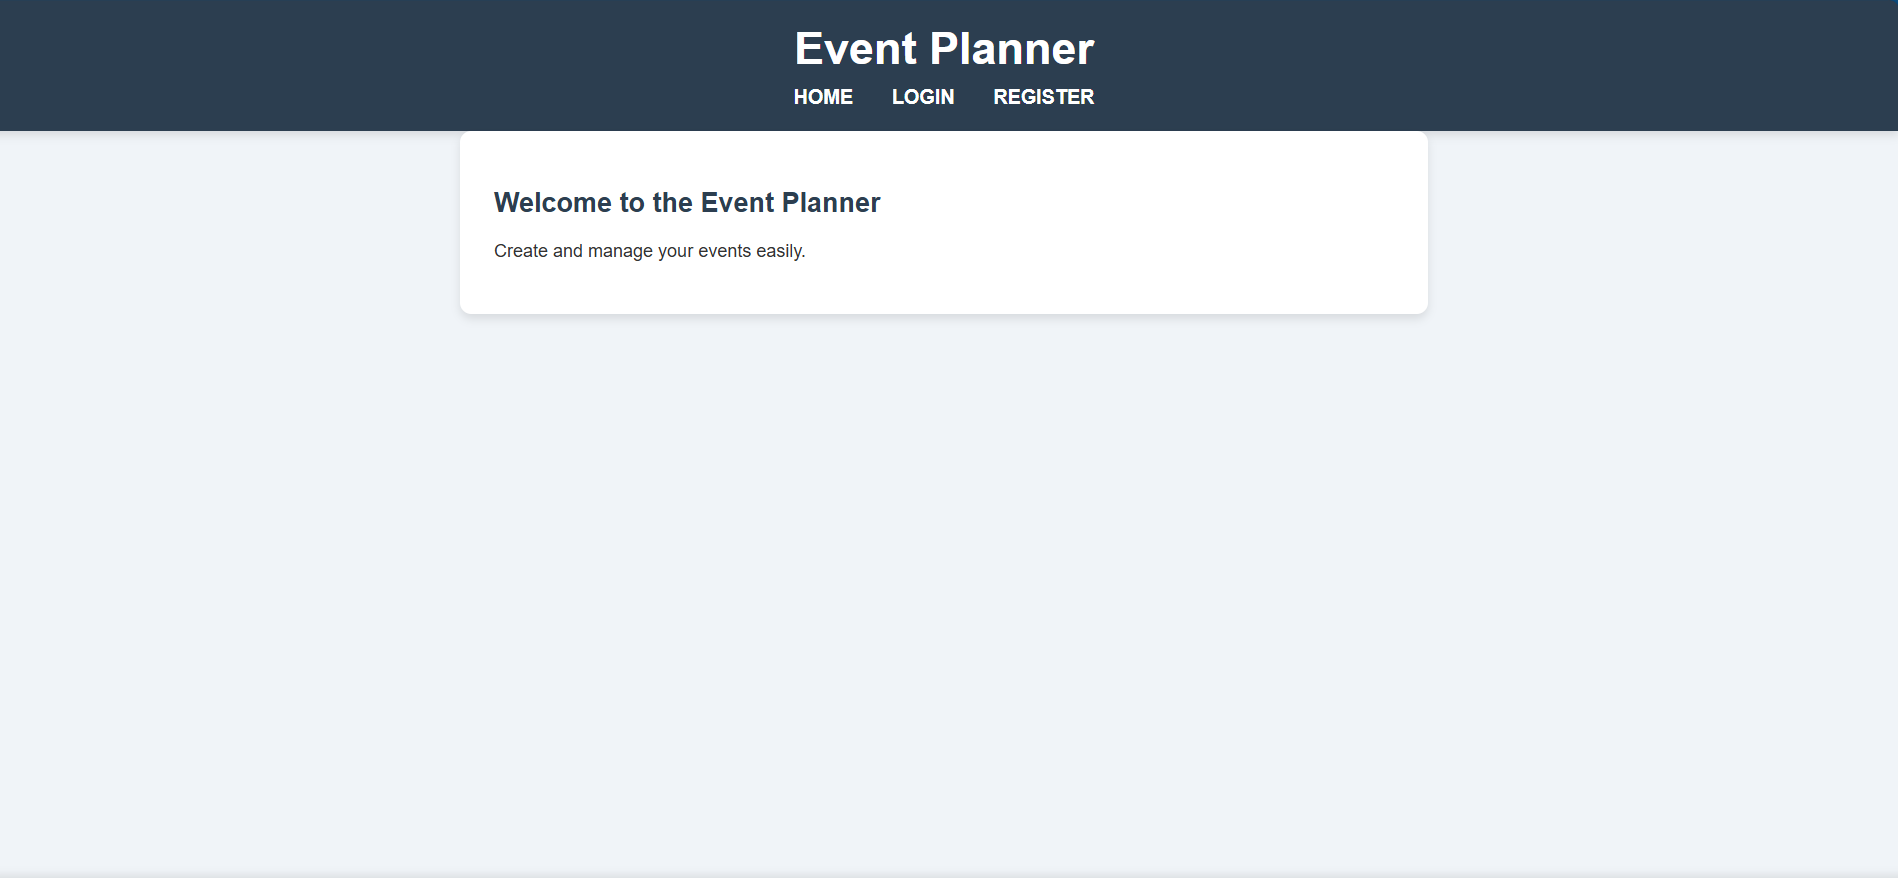 Event Planner
HOME LOGIN REGISTER
Welcome to the Event Planner
Create and manage your events easily.